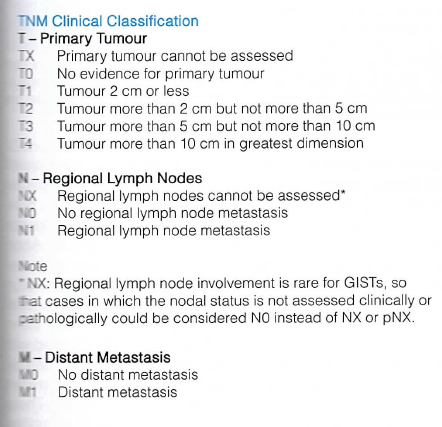 TNM Clinical Classification
T – Primary Tumour
TX Primary tumour cannot be assessed
T0 No evidence for primary tumour
T1 Tumour 2 cm or less
T2 Tumour more than 2 cm but not more than 5 cm
T3 Tumour more than 5 cm but not more than 10 cm
T4 Tumour more than 10 cm in greatest dimension
N – Regional Lymph Nodes
NX Regional lymph nodes cannot be assessed*
N0 No regional lymph node metastasis
N1 Regional lymph node metastasis
Note
* NX: Regional lymph node involvement is rare for GISTs, so
that cases in which the nodal status is not assessed clinically or
pathologically could be considered N0 instead of NX or pNX.
M – Distant Metastasis
M0 No distant metastasis
M1 Distant metastasis